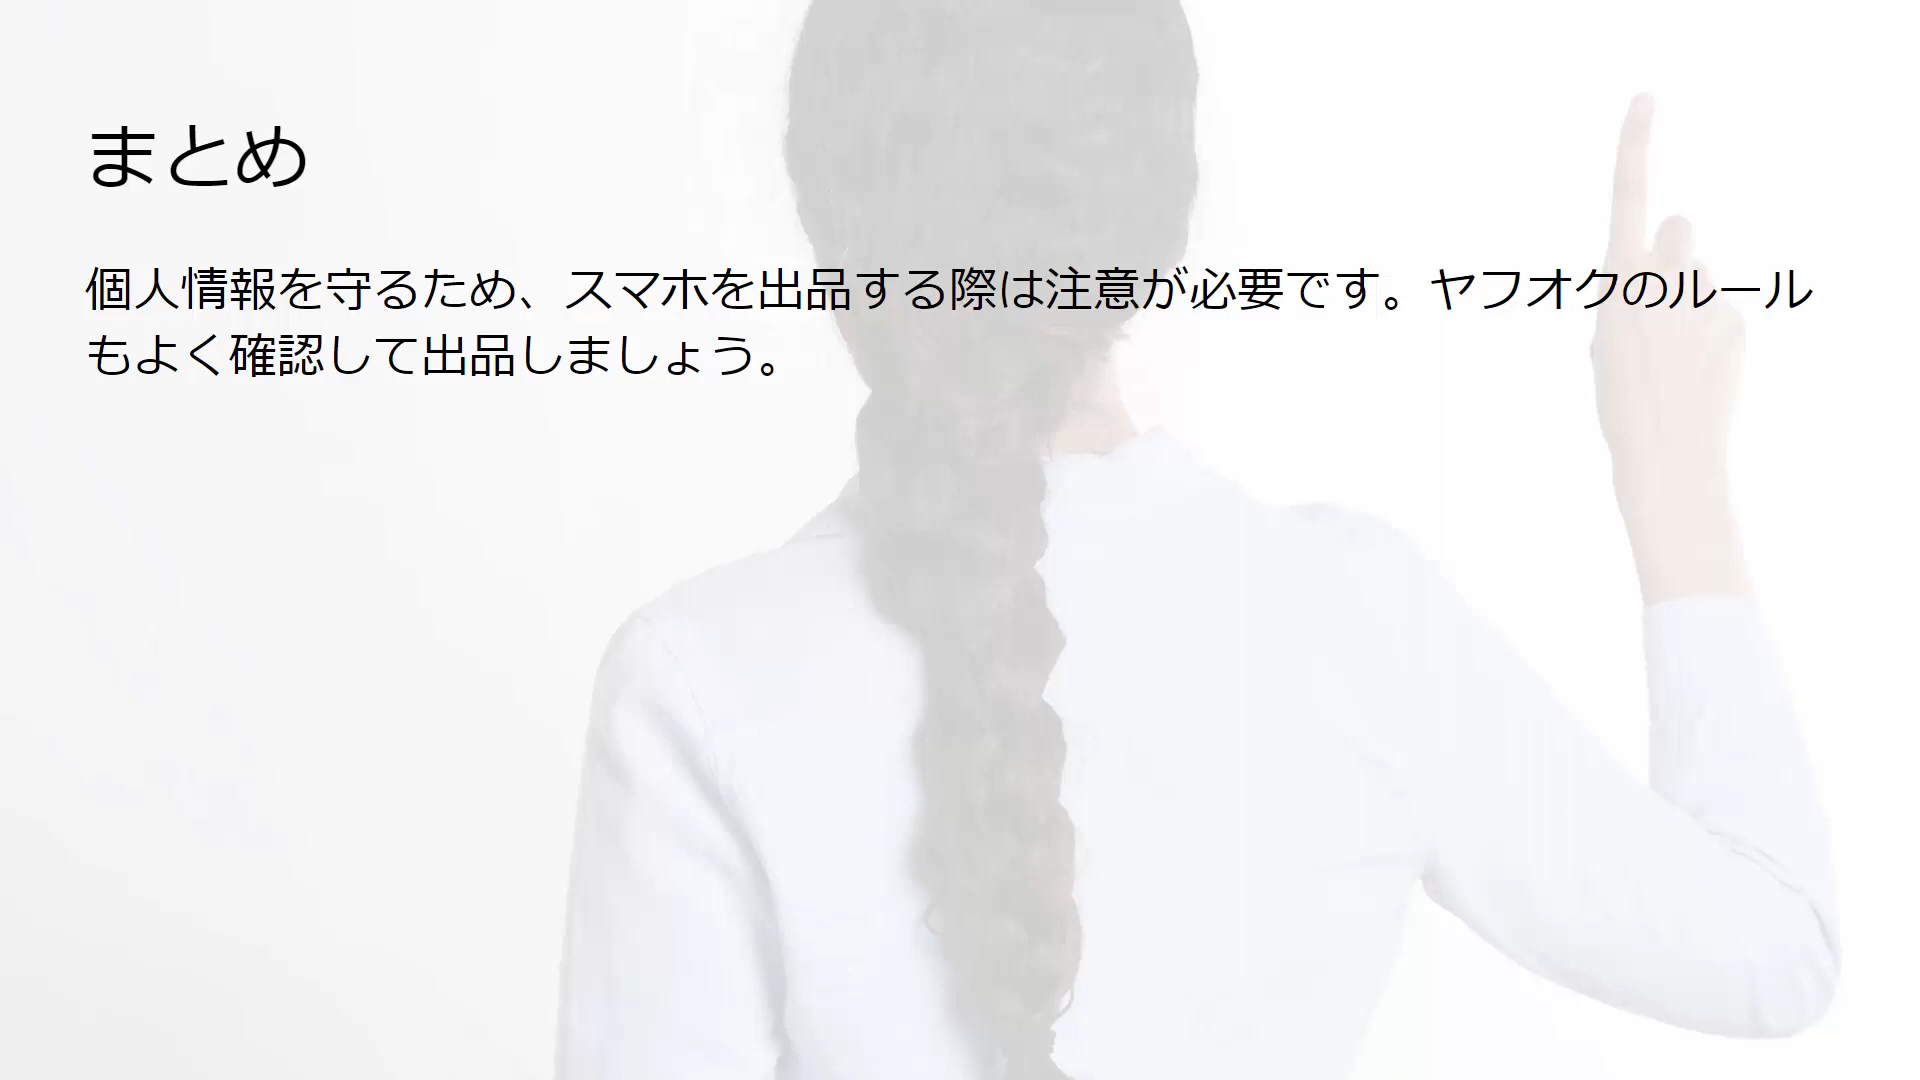 まとめ
個人情報を守るため、スマホを出品する際は注意が必要です。ヤフオクのルール
もよく確認して出品しましょう。